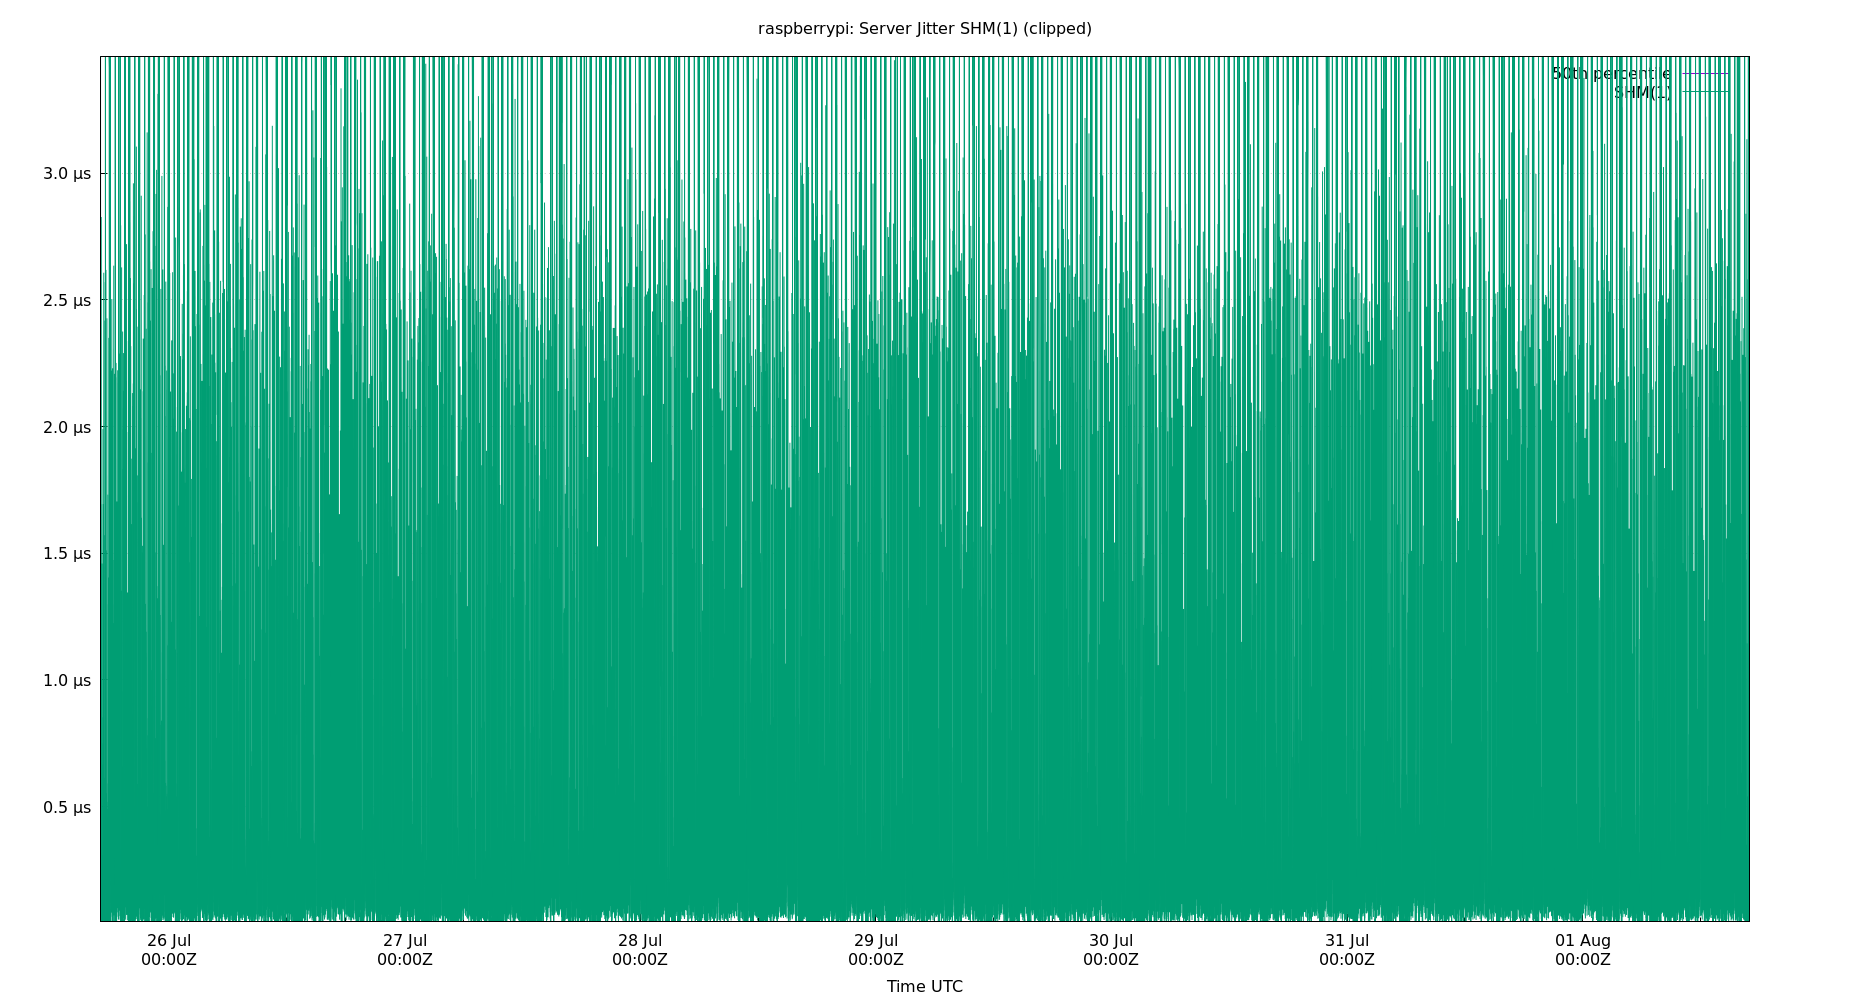 raspberrypi: Server Jitter SHM(1) (clipped)
50th percentile
SHM(1)
3.0 µs
2.5 µs
2.0 µs
1.5 µs
1.0 µs
0.5 µs
26 Jul 27 Jul 28 Jul 29 Jul 30 Jul 31 Jul 01 Aug
00:00Z 00:00Z 00:00Z 00:00Z 00:00Z 00:00Z 00:00Z
Time UTC